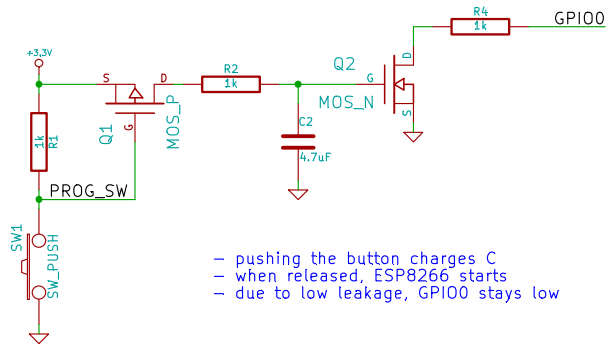 R4
1k
GPIO0
+3,3V
S
D
R2
1k
Q2
D
G
S
MOS_N
Q1
G
MOS_P
1k
R1
C2
4,7uF
PROG_SW
SW1
SW_PUSH
– pushing the button charges C
– when released, ESP8266 starts
– due to low leakage, GPIO0 stays low